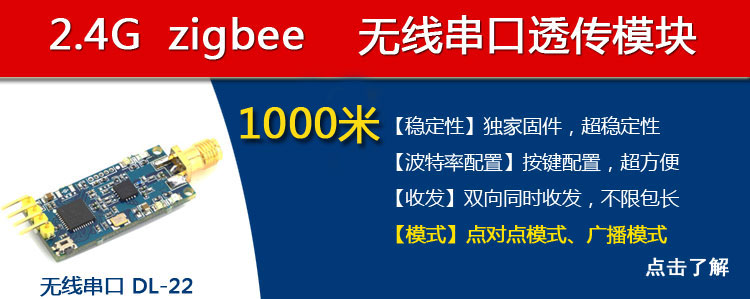 2.4G zigbee 无线串口透传模块
1000米
【稳定性】独家固件，超稳定性
【波特率配置】按键配置，超方便
【收发】双向同时收发，不限包长
【模式】点对点模式、广播模式
无线串口 DL-22
点击了解